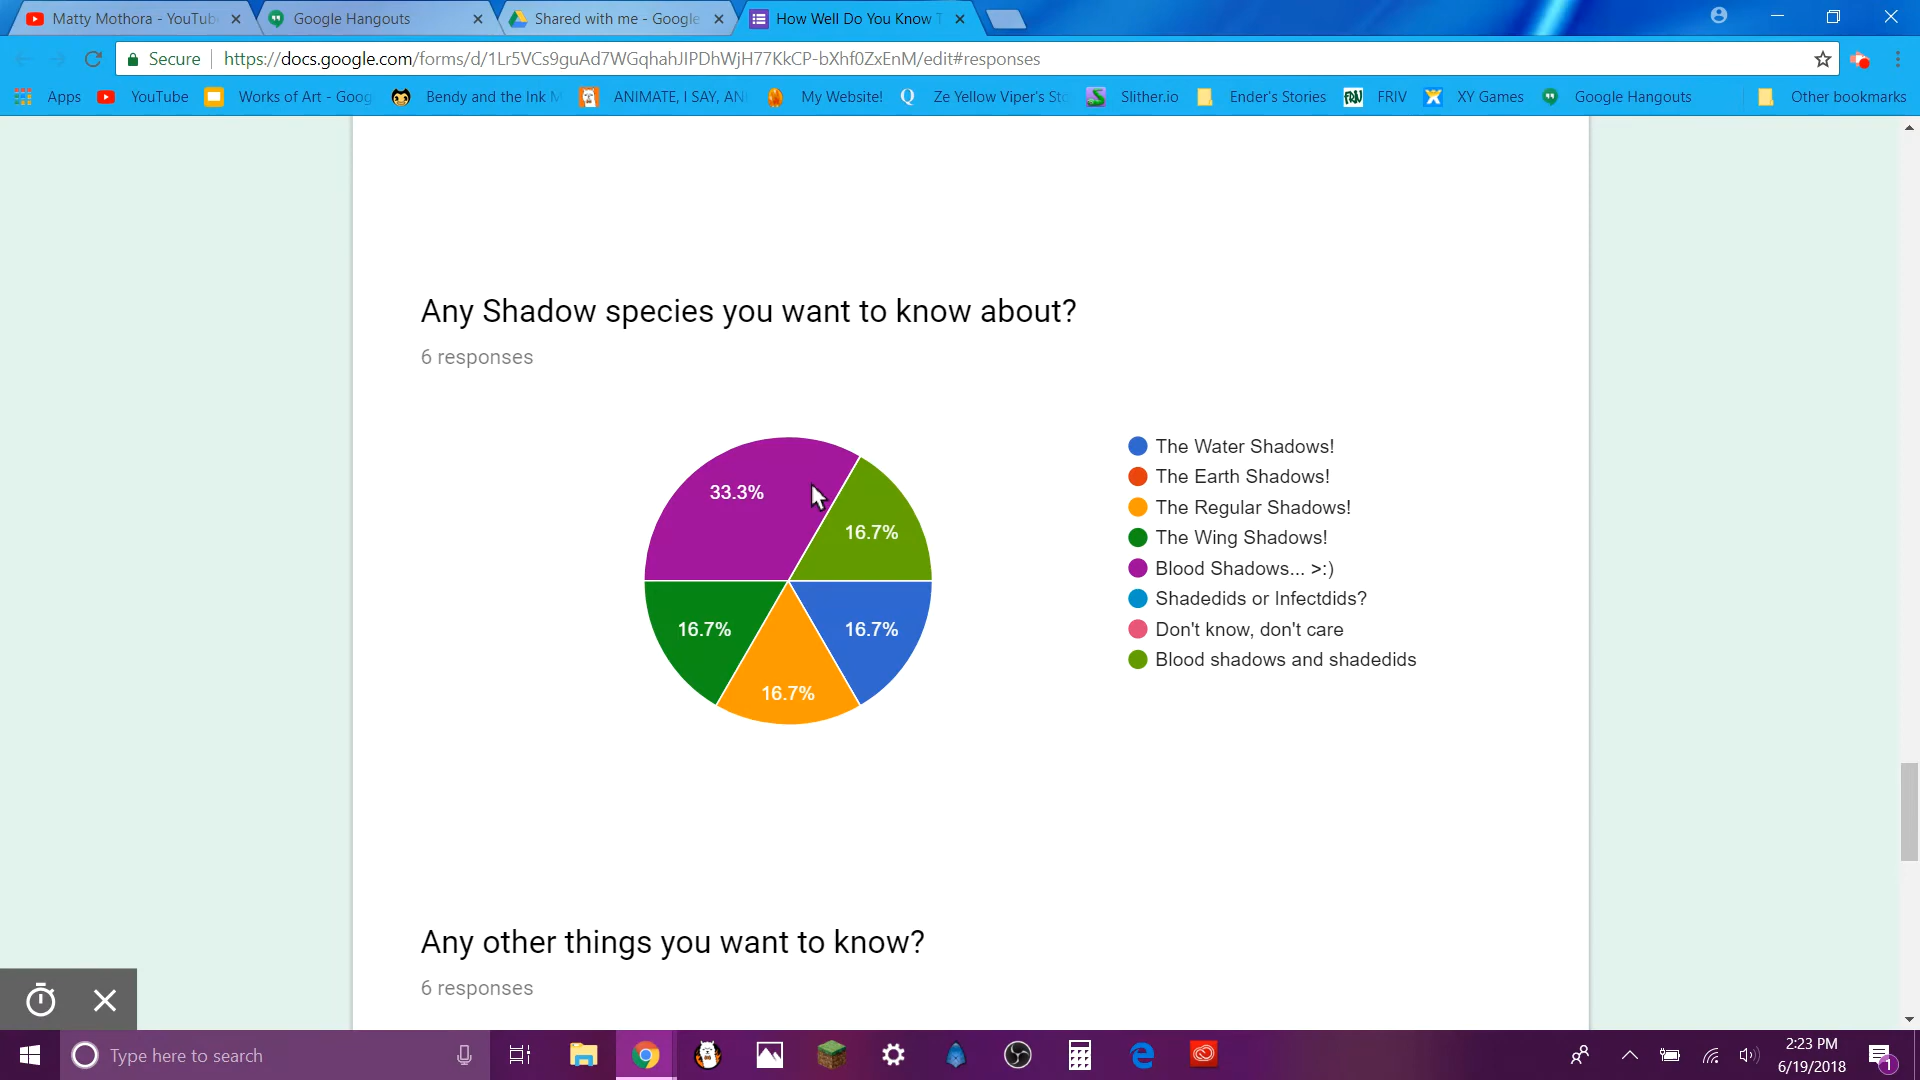 Matty Mothora - YouTub
Google Hangouts
Shared with me - Google
How Well Do You Know T
Secure
https://docs.google.com/forms/d/1Lr5VCs9guAd7WGqhahJIPDhWjH77KkCP-bXhf0ZxEnM/edit#responses
Apps
YouTube
Works of Art - Goog
Bendy and the Ink M
ANIMATE, I SAY, AN
My Website!
Ze Yellow Viper's Sto
Slither.io
Ender's Stories
FRIV
XY Games
Google Hangouts
Other bookmarks
Any Shadow species you want to know about?
6 responses
33.3%
16.7%
16.7%
16.7%
16.7%
The Water Shadows!
The Earth Shadows!
The Regular Shadows!
The Wing Shadows!
Blood Shadows... >:)
Shadedids or Infectdids?
Don't know, don't care
Blood shadows and shadedids
Any other things you want to know?
6 responses
Type here to search
2:23 PM
6/19/2018
1